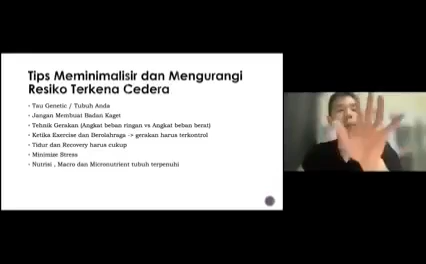 Tips Meminimalisir dan Mengurangi
Resiko Terkena Cedera
Tau Genetic / Tubuh Anda
Jangan Membuat Badan Kaget
Tehnik Gerakan (Angkat beban ringan vs Angkat beban berat)
Ketika Exercise dan Berolahraga -> gerakan harus terkontrol
Tidur dan Recovery harus cukup
Minimize Stress
Nutrisi , Macro dan Micronutrient tubuh terpenuhi